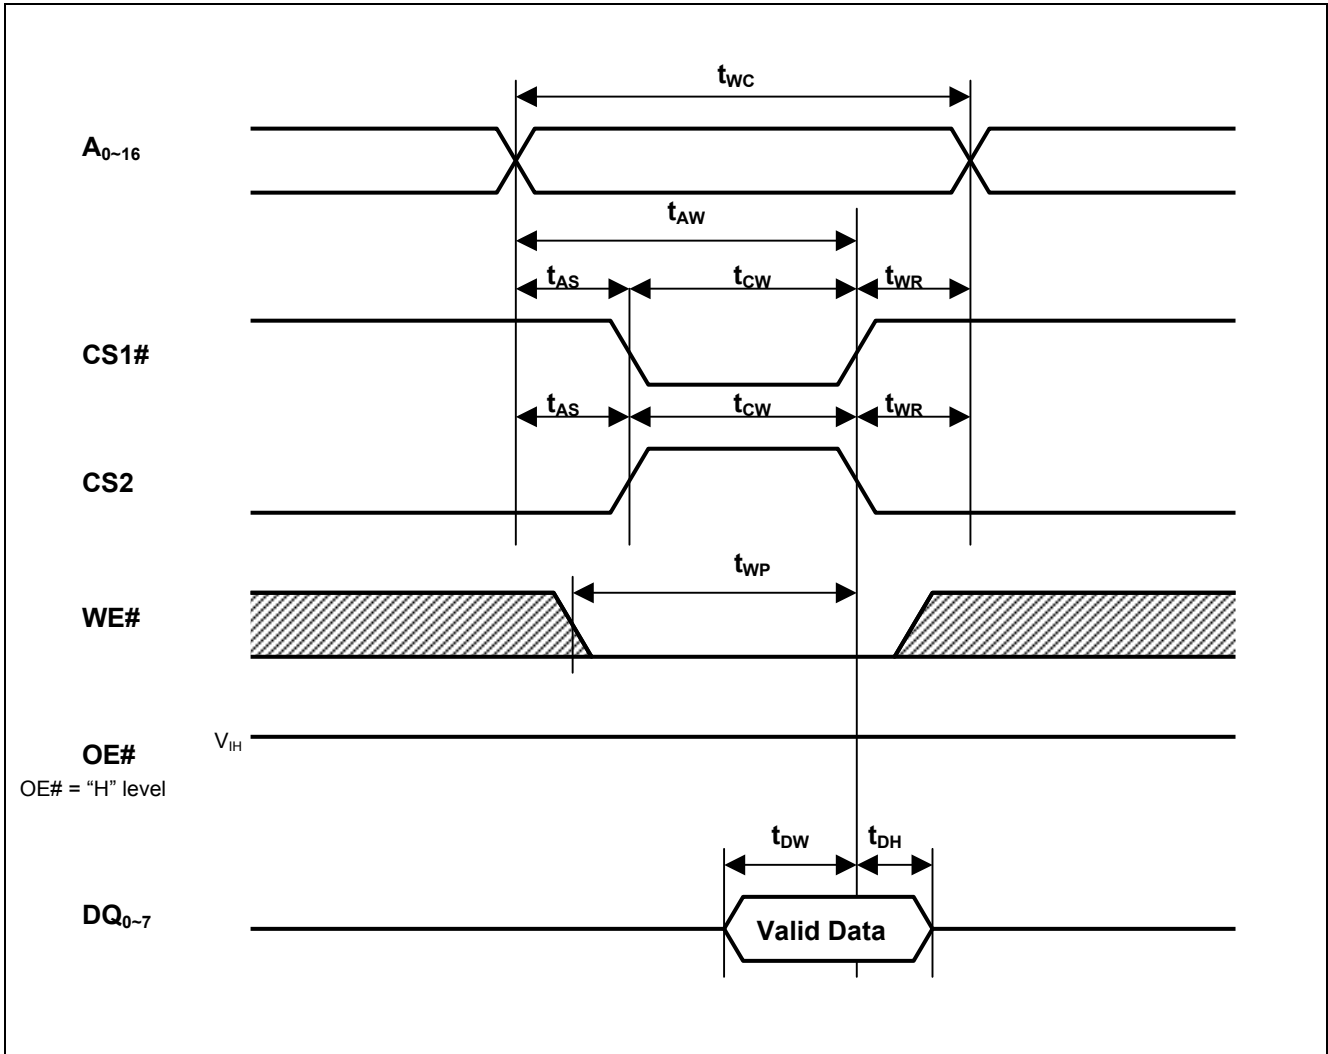 tWC
A0~16
tAW
tAS tCW tWR
CS1#
tAS tCW tWR
CS2
tWP
WE#
VIH
OE#
OE# = “H” level
tDW tDH
DQ0~7
Valid Data